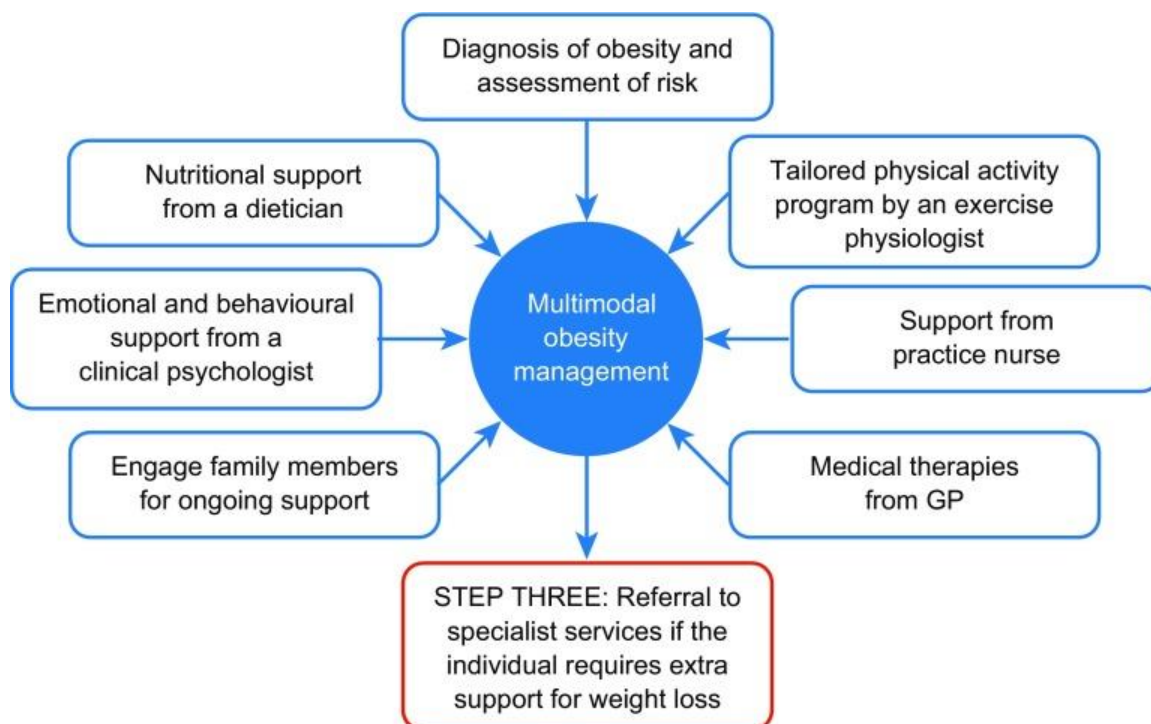 Diagnosis of obesity and
assessment of risk
Nutritional support
from a dietician
Tailored physical activity
program by an exercise
physiologist
Emotional and behavioural
support from a
clinical psychologist
Multimodal
obesity
management
Support from
practice nurse
Engage family members
for ongoing support
Medical therapies
from GP
STEP THREE: Referral to
specialist services if the
individual requires extra
support for weight loss